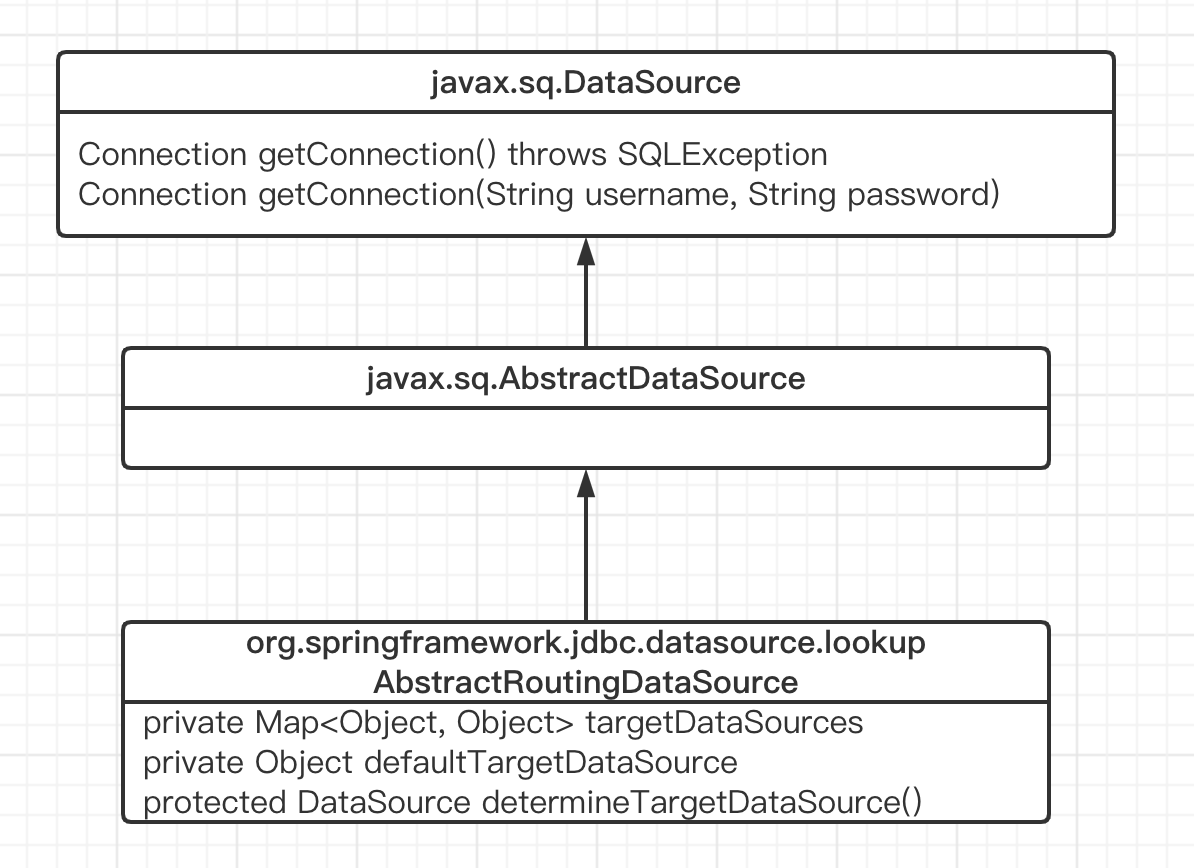 javax.sq.DataSource
Connection getConnection() throws SQLException
Connection getConnection(String username, String password)
javax.sq.AbstractDataSource
org.springframework.jdbc.datasource.lookup
AbstractRoutingDataSource
private Map<Object, Object> targetDataSources
private Object defaultTargetDataSource
protected DataSource determineTargetDataSource()